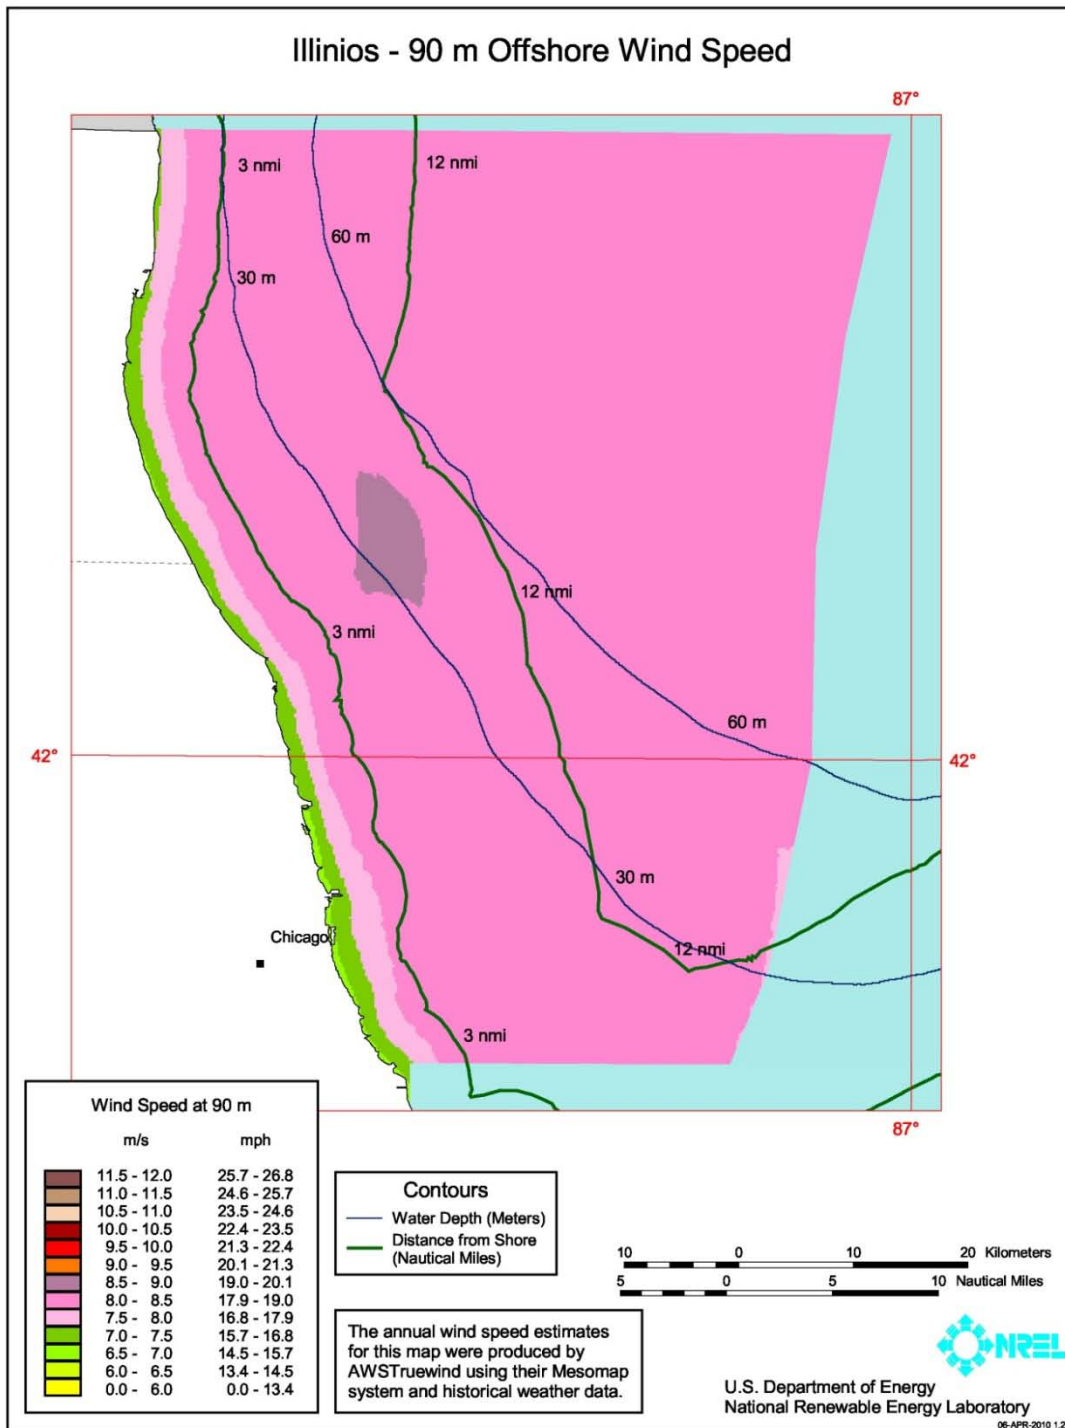 Illinios - 90 m Offshore Wind Speed
87°
3 nmi
12 nmi
60 m
30 m
12 nmi
3 nmi
60 m
42°
42°
30 m
Chicago
12 nmi
3 nmi
87°
Wind Speed at 90 m
m/s mph
11.5 - 12.0 25.7 - 26.8
11.0 - 11.5 24.6 - 25.7
10.5 - 11.0 23.5 - 24.6
10.0 - 10.5 22.4 - 23.5
9.5 - 10.0 21.3 - 22.4
9.0 - 9.5 20.1 - 21.3
8.5 - 9.0 19.0 - 20.1
8.0 - 8.5 17.9 - 19.0
7.5 - 8.0 16.8 - 17.9
7.0 - 7.5 15.7 - 16.8
6.5 - 7.0 14.5 - 15.7
6.0 - 6.5 13.4 - 14.5
0.0 - 6.0 0.0 - 13.4
Contours
Water Depth (Meters)
Distance from Shore
(Nautical Miles)
10 0 10 20 Kilometers
5 0 5 10 Nautical Miles
The annual wind speed estimates
for this map were produced by
AWSTruewind using their Mesomap
system and historical weather data.
NREL
U.S. Department of Energy
National Renewable Energy Laboratory
06-APR-2010 1.2